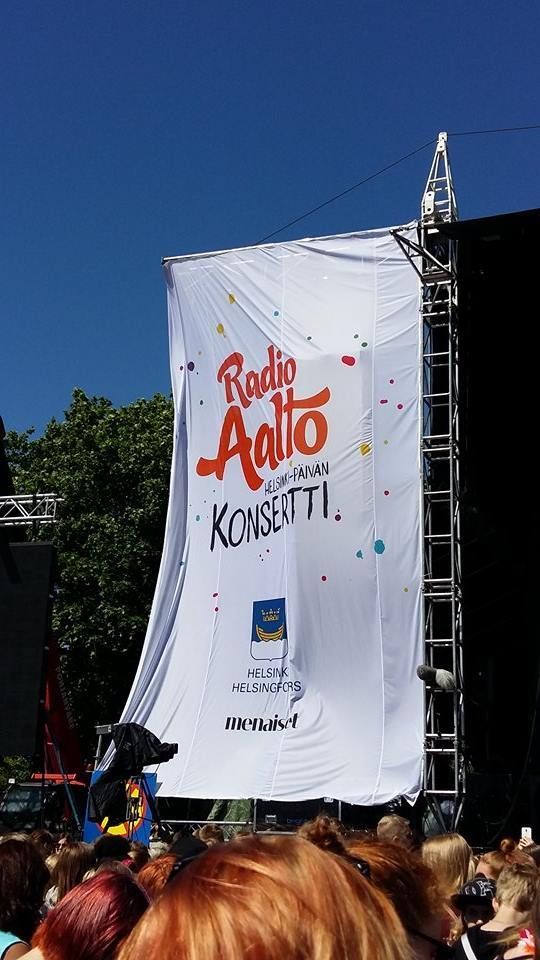 Radio
Aalto
HELSINKI-PÄIVÄN
KONSERTTI
HELSINKI
HELSINGFORS
menaiset